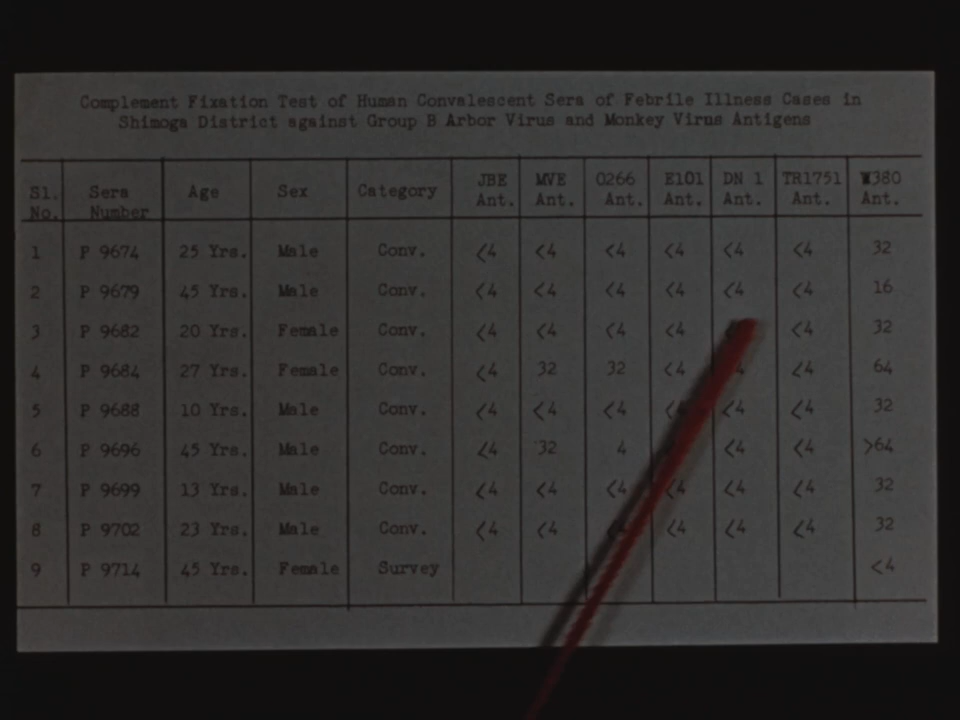 Complement Fixation Test of Human Convalescent Sera of Febrile Illness Cases in
Shimoga District against Group B Arbor Virus and Monkey Virus Antigens
Sl. No. Sera Number Age Sex Category JBE Ant. MVE Ant. 0266 Ant. E101 Ant. DN 1 Ant. TR1751 Ant. W380 Ant.
1 P 9674 25 Yrs. Male Conv. <4 <4 <4 <4 <4 <4 32
2 P 9679 45 Yrs. Male Conv. <4 <4 <4 <4 <4 <4 16
3 P 9682 20 Yrs. Female Conv. <4 <4 <4 <4 <4 32
4 P 9684 27 Yrs. Female Conv. <4 32 32 <4 4 <4 64
5 P 9688 10 Yrs. Male Conv. <4 <4 <4 <4 <4 32
6 P 9696 45 Yrs. Male Conv. <4 32 4 <4 <4 >64
7 P 9699 13 Yrs. Male Conv. <4 <4 <4 <4 <4 <4 32
8 P 9702 23 Yrs. Male Conv. <4 <4 <4 <4 <4 32
9 P 9714 45 Yrs. Female Survey <4